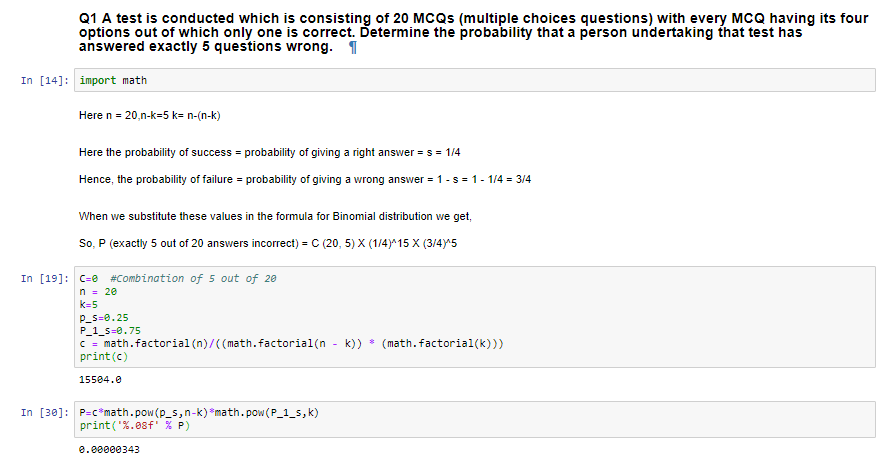 Q1 A test is conducted which is consisting of 20 MCQs (multiple choices questions) with every MCQ having its four
options out of which only one is correct. Determine the probability that a person undertaking that test has
answered exactly 5 questions wrong. ¶
In [14]: import math
Here n = 20,n-k=5 k= n-(n-k)
Here the probability of success = probability of giving a right answer = s = 1/4
Hence, the probability of failure = probability of giving a wrong answer = 1 - s = 1 - 1/4 = 3/4
When we substitute these values in the formula for Binomial distribution we get,
So, P (exactly 5 out of 20 answers incorrect) = C (20, 5) X (1/4)^15 X (3/4)^5
In [19]: C=0 #Combination of 5 out of 20
n = 20
k=5
p_s=0.25
P_1_s=0.75
c = math.factorial(n)/((math.factorial(n - k)) * (math.factorial(k)))
print(c)
15504.0
In [30]: P=c*math.pow(p_s,n-k)*math.pow(P_1_s,k)
print('%.08f' % P)
0.00000343